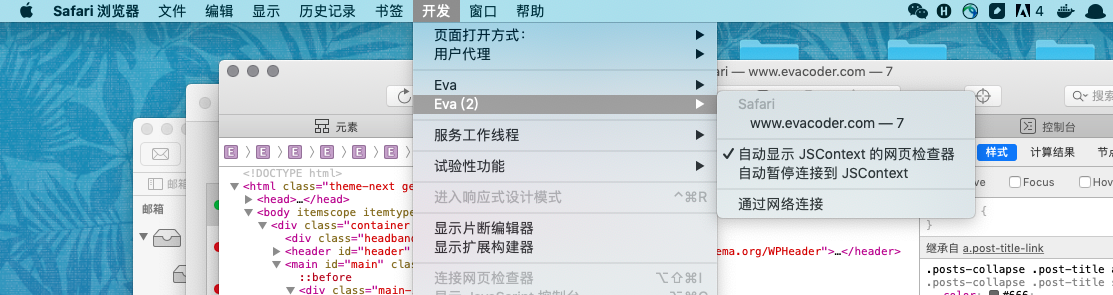 Safari 浏览器 文件 编辑 显示 历史记录 书签 开发 窗口 帮助 4
页面打开方式：
用户代理
Eva
Eva (2)
服务工作线程
试验性功能
进入响应式设计模式 ⌃⌘R
显示片断编辑器
显示扩展构建器
连接网页检查器 ⌥⇧⌘I
Safari
www.evacoder.com — 7
✓自动显示 JSContext 的网页检查器
自动暂停连接到 JSContext
通过网络连接
ari — www.evacoder.com — 7
搜索
元素
控制台
E E E E E E
样式 计算结果 节点
Focus
{
}
继承自 a.post-title-link
.posts-collapse .post-title a
.posts-collapse .post-title
color: #666;
邮箱
邮箱
<!DOCTYPE html>
▼<html class="theme-next ge
▶<head>…</head>
▼<body itemscope itemtype
▼<div class="container
<div class="headband
▶<header id="header" ema.org/WPHeader">…</header>
▼<main id="main" clas
::before
▼<div class="main-